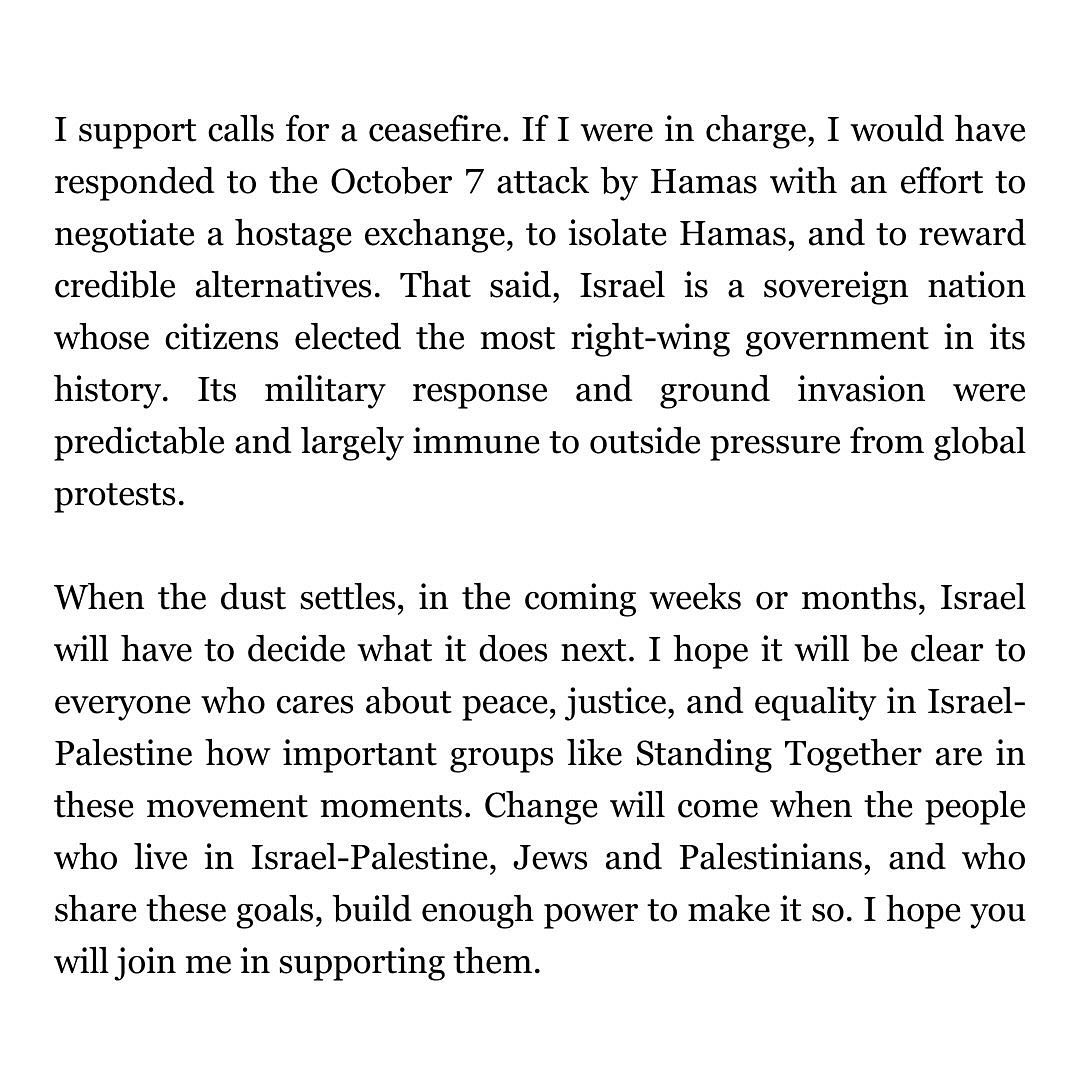 I support calls for a ceasefire. If I were in charge, I would have
responded to the October 7 attack by Hamas with an effort to
negotiate a hostage exchange, to isolate Hamas, and to reward
credible alternatives. That said, Israel is a sovereign nation
whose citizens elected the most right-wing government in its
history. Its military response and ground invasion were
predictable and largely immune to outside pressure from global
protests.
When the dust settles, in the coming weeks or months, Israel
will have to decide what it does next. I hope it will be clear to
everyone who cares about peace, justice, and equality in Israel-
Palestine how important groups like Standing Together are in
these movement moments. Change will come when the people
who live in Israel-Palestine, Jews and Palestinians, and who
share these goals, build enough power to make it so. I hope you
will join me in supporting them.